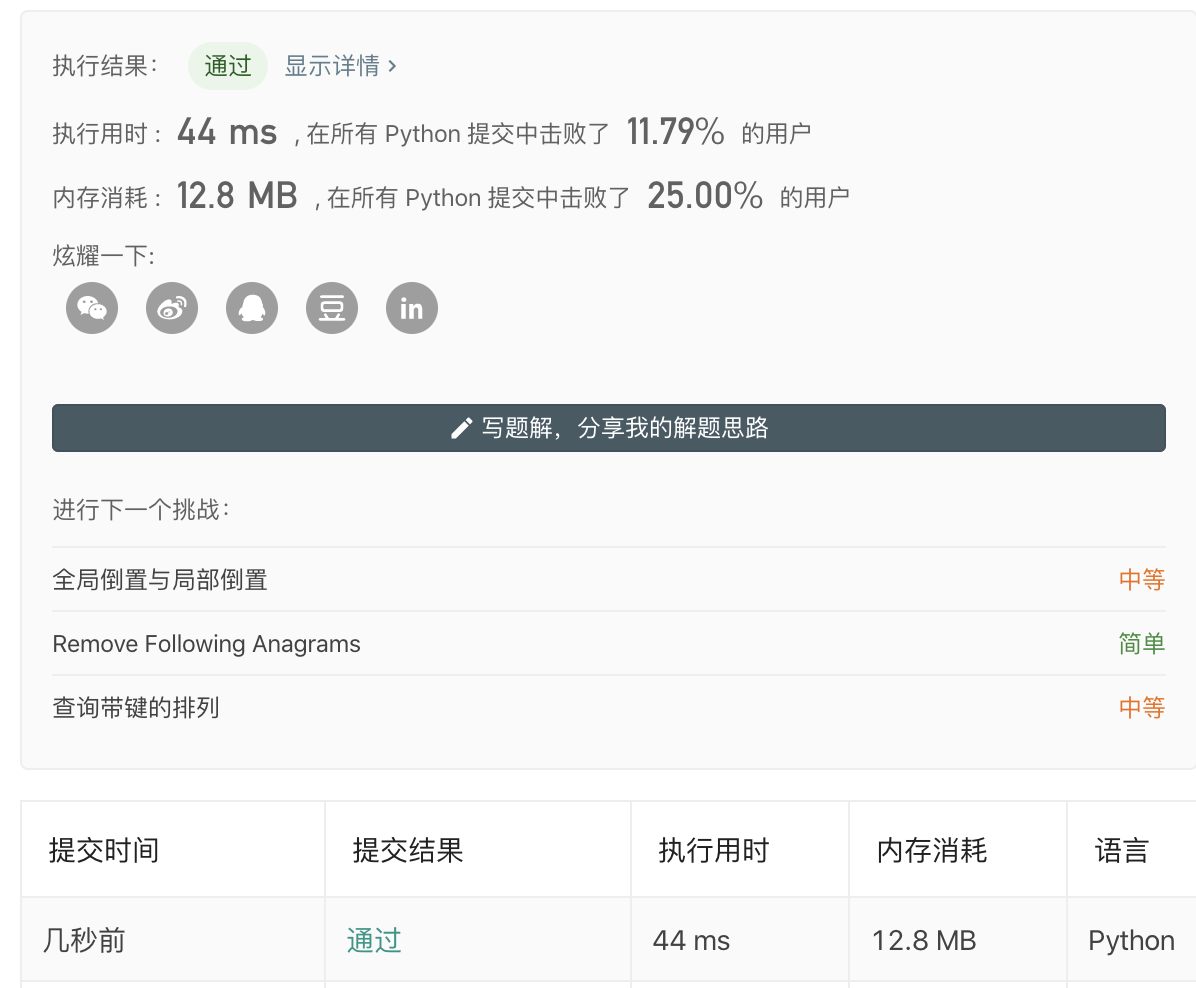 执行结果： 通过 显示详情 ›
执行用时 : 44 ms , 在所有 Python 提交中击败了 11.79% 的用户
内存消耗 : 12.8 MB , 在所有 Python 提交中击败了 25.00% 的用户
炫耀一下:
豆 in
写题解，分享我的解题思路
进行下一个挑战：
全局倒置与局部倒置 中等
Remove Following Anagrams 简单
查询带键的排列 中等
提交时间 提交结果 执行用时 内存消耗 语言
几秒前 通过 44 ms 12.8 MB Python